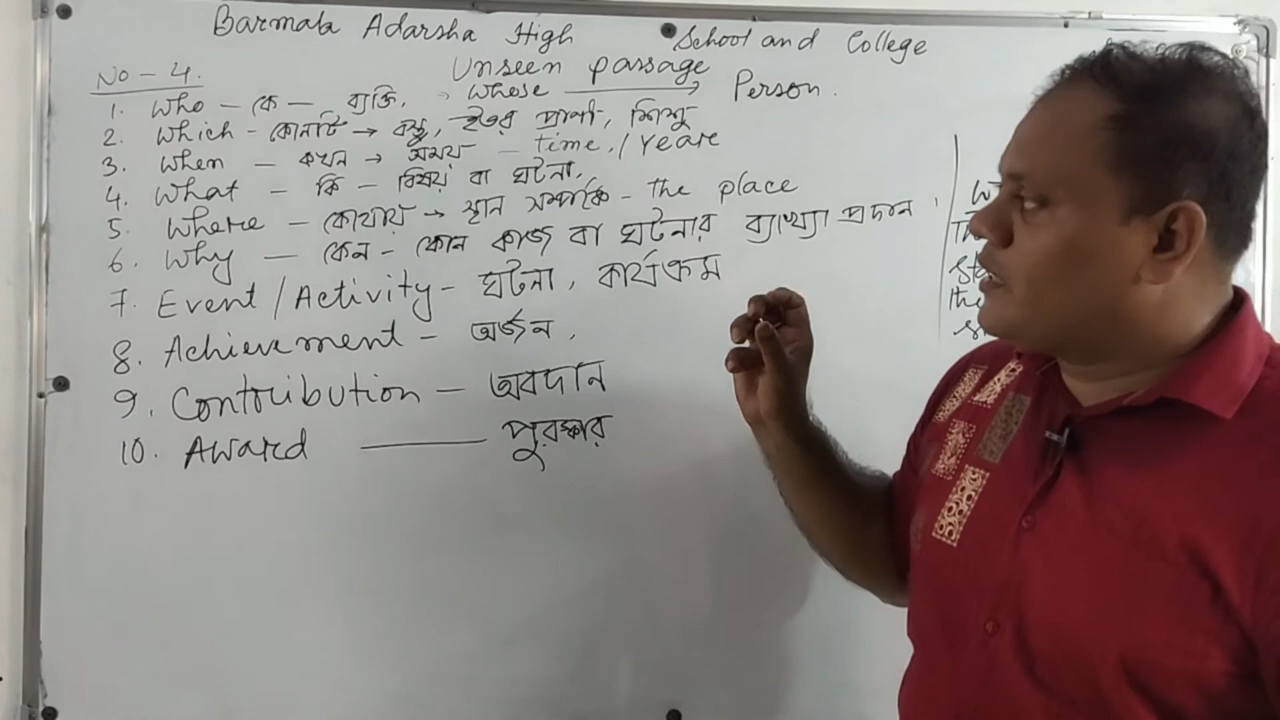 Barmala Adarsha High School and College
Unseen passage
No - 4.
1. Who - কে — ব্যক্তি, whose → Person.
2. Which - কোনটি → বস্তু, ইতর প্রাণী, শিশু
3. When - কখন → সময় - time, / Year
4. What - কি - বিষয় বা ঘটনা,
5. Where - কোথায় → স্থান সম্পর্কে - the place
6. Why - কেন - কোন কাজ বা ঘটনার ব্যাখ্যা প্রদান,
7. Event / Activity - ঘটনা, কার্যক্রম
8. Achievement - অর্জন,
9. Contribution - অবদান
10. Award — পুরস্কার